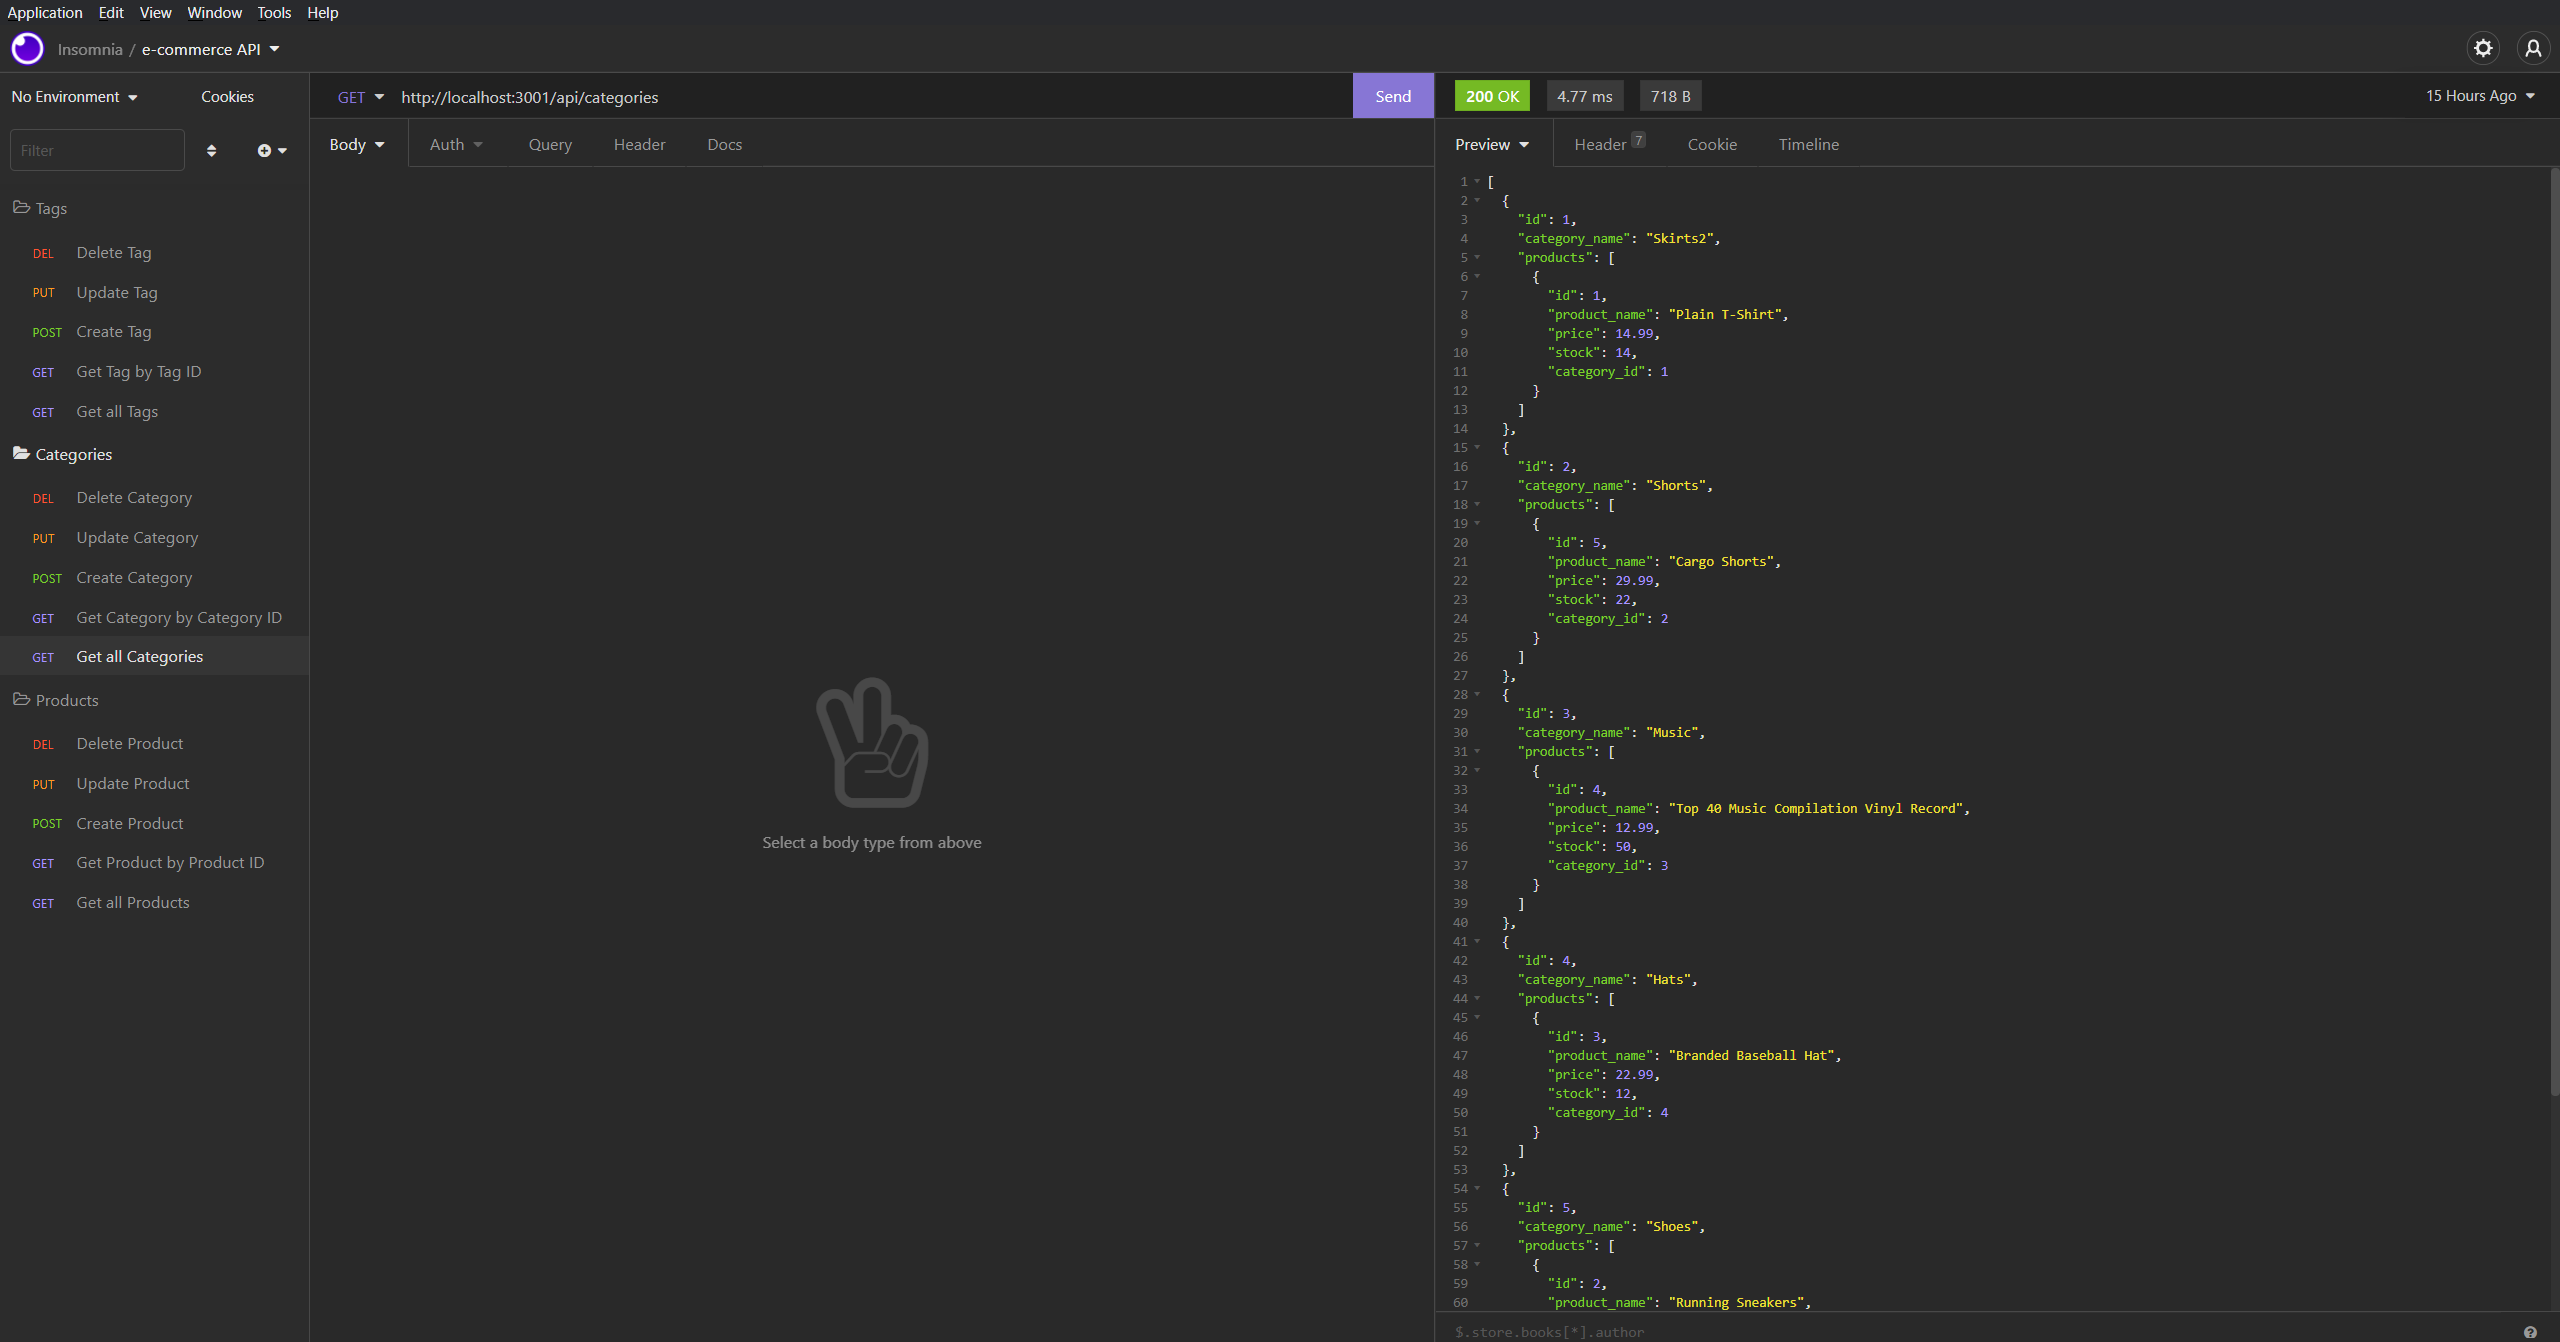 Application Edit View Window Tools Help
Insomnia / e-commerce API
No Environment Cookies
Filter
Tags
DEL Delete Tag
PUT Update Tag
POST Create Tag
GET Get Tag by Tag ID
GET Get all Tags
Categories
DEL Delete Category
PUT Update Category
POST Create Category
GET Get Category by Category ID
GET Get all Categories
Products
DEL Delete Product
PUT Update Product
POST Create Product
GET Get Product by Product ID
GET Get all Products
GET http://localhost:3001/api/categories Send
Body Auth Query Header Docs
Select a body type from above
200 OK 4.77 ms 718 B 15 Hours Ago
Preview Header 7 Cookie Timeline
1 [
2 {
3 "id": 1,
4 "category_name": "Skirts2",
5 "products": [
6 {
7 "id": 1,
8 "product_name": "Plain T-Shirt",
9 "price": 14.99,
10 "stock": 14,
11 "category_id": 1
12 }
13 ]
14 },
15 {
16 "id": 2,
17 "category_name": "Shorts",
18 "products": [
19 {
20 "id": 5,
21 "product_name": "Cargo Shorts",
22 "price": 29.99,
23 "stock": 22,
24 "category_id": 2
25 }
26 ]
27 },
28 {
29 "id": 3,
30 "category_name": "Music",
31 "products": [
32 {
33 "id": 4,
34 "product_name": "Top 40 Music Compilation Vinyl Record",
35 "price": 12.99,
36 "stock": 50,
37 "category_id": 3
38 }
39 ]
40 },
41 {
42 "id": 4,
43 "category_name": "Hats",
44 "products": [
45 {
46 "id": 3,
47 "product_name": "Branded Baseball Hat",
48 "price": 22.99,
49 "stock": 12,
50 "category_id": 4
51 }
52 ]
53 },
54 {
55 "id": 5,
56 "category_name": "Shoes",
57 "products": [
58 {
59 "id": 2,
60 "product_name": "Running Sneakers",
$.store.books[*].author